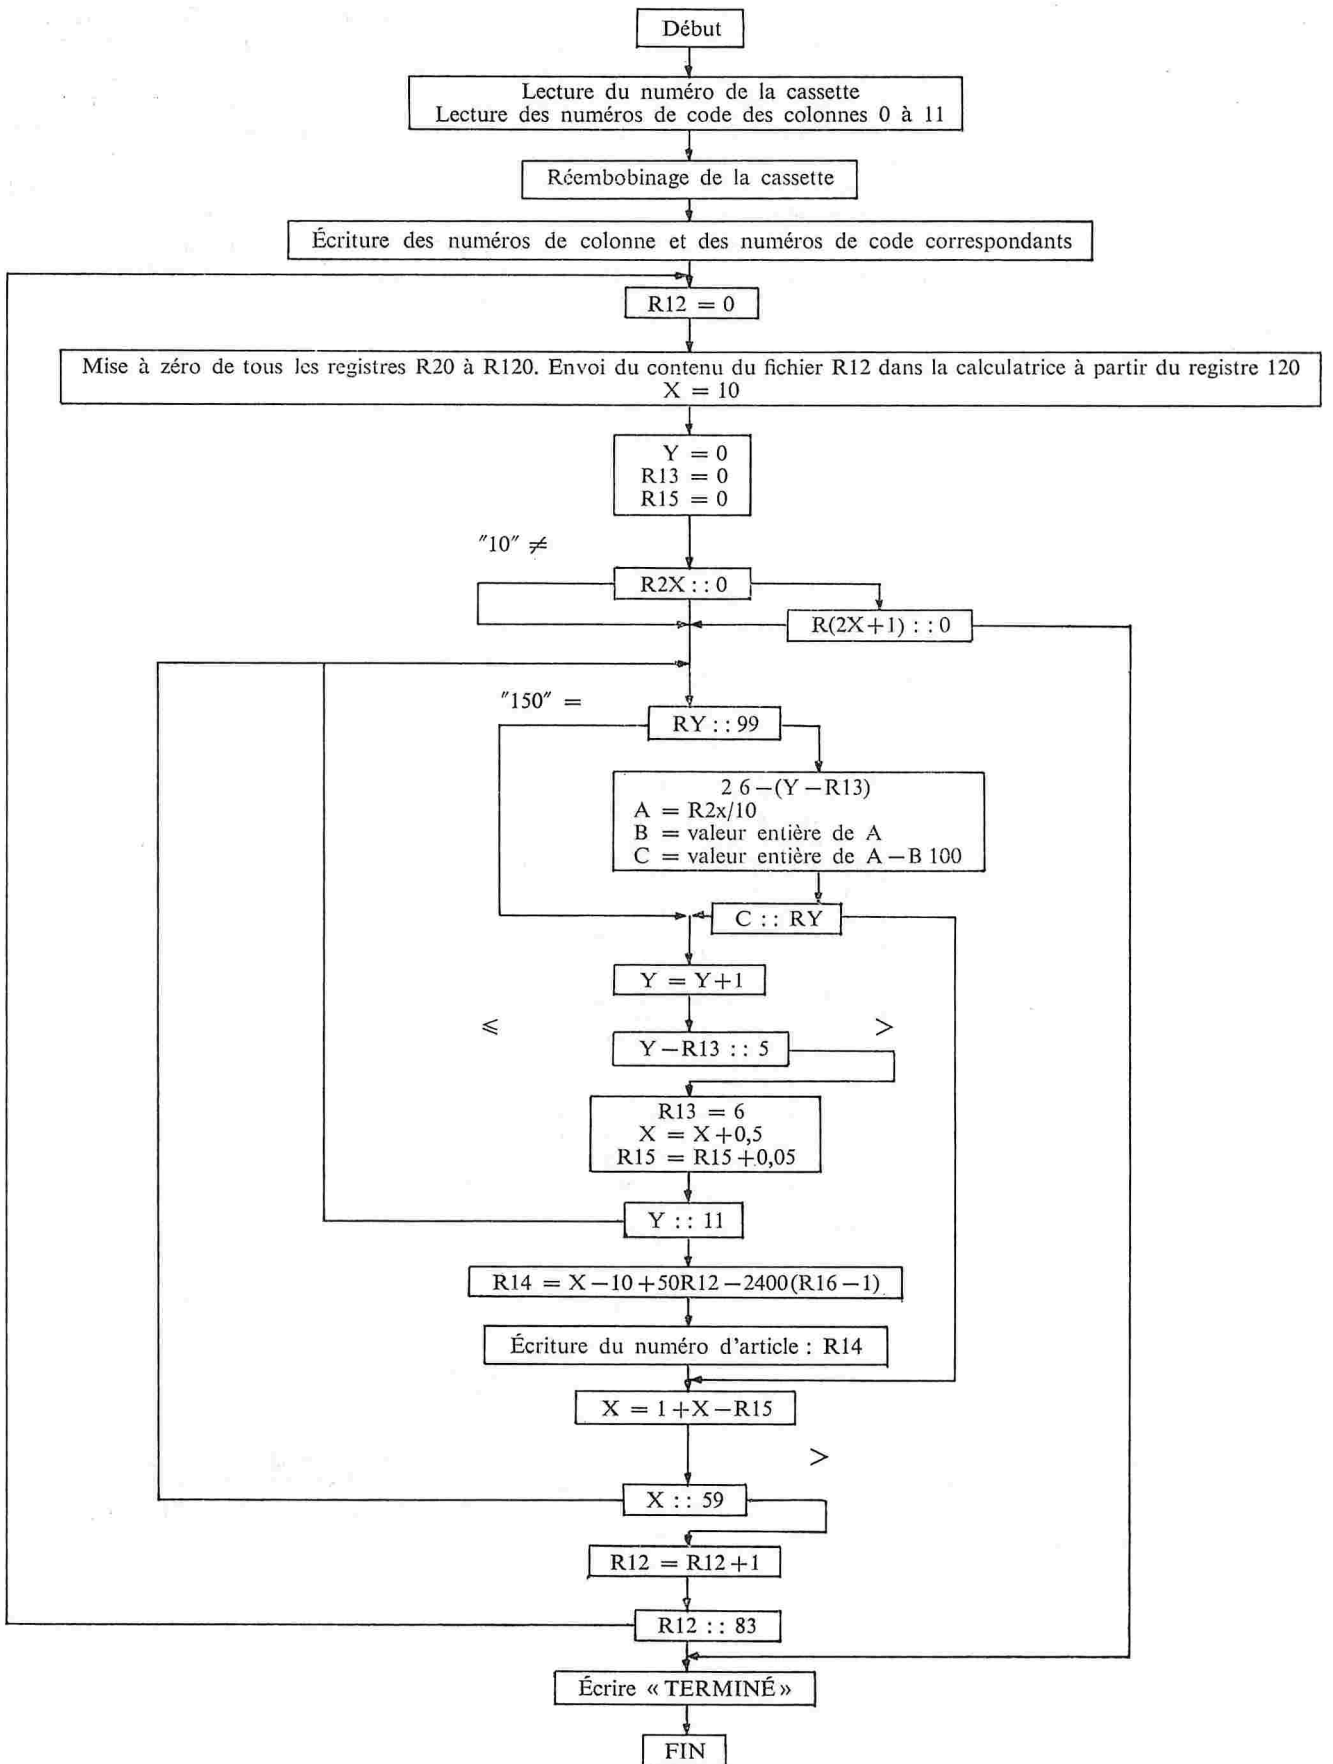 Début
Lecture du numéro de la cassette
Lecture des numéros de code des colonnes 0 à 11
Réembobinage de la cassette
Écriture des numéros de colonne et des numéros de code correspondants
R12 = 0
Mise à zéro de tous les registres R20 à R120. Envoi du contenu du fichier R12 dans la calculatrice à partir du registre 120
X = 10
Y = 0
R13 = 0
R15 = 0
"10" ≠
R2X : : 0
R(2X+1) : : 0
"150" =
RY : : 99
2 6−(Y−R13)
A = R2x/10
B = valeur entière de A
C = valeur entière de A−B 100
C : : RY
Y = Y+1
⩽ >
Y−R13 : : 5
R13 = 6
X = X+0,5
R15 = R15+0,05
Y : : 11
R14 = X−10+50R12−2400(R16−1)
Écriture du numéro d'article : R14
X = 1+X−R15
>
X : : 59
R12 = R12+1
R12 : : 83
Écrire « TERMINÉ »
FIN